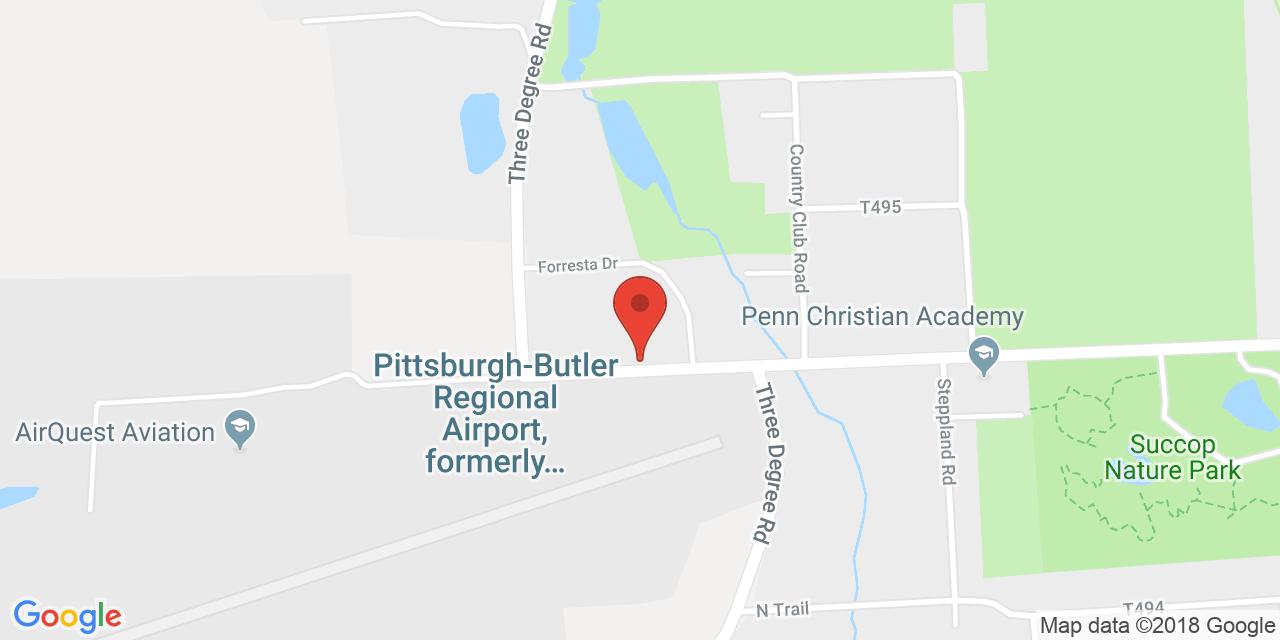 Three Degree Rd
Country Club Road
T495
Forresta Dr
Penn Christian Academy
Pittsburgh-Butler
Regional
Airport,
formerly...
AirQuest Aviation
Three Degree Rd
Steppland Rd
Succop
Nature Park
N Trail
T494
Google
Map data ©2018 Google